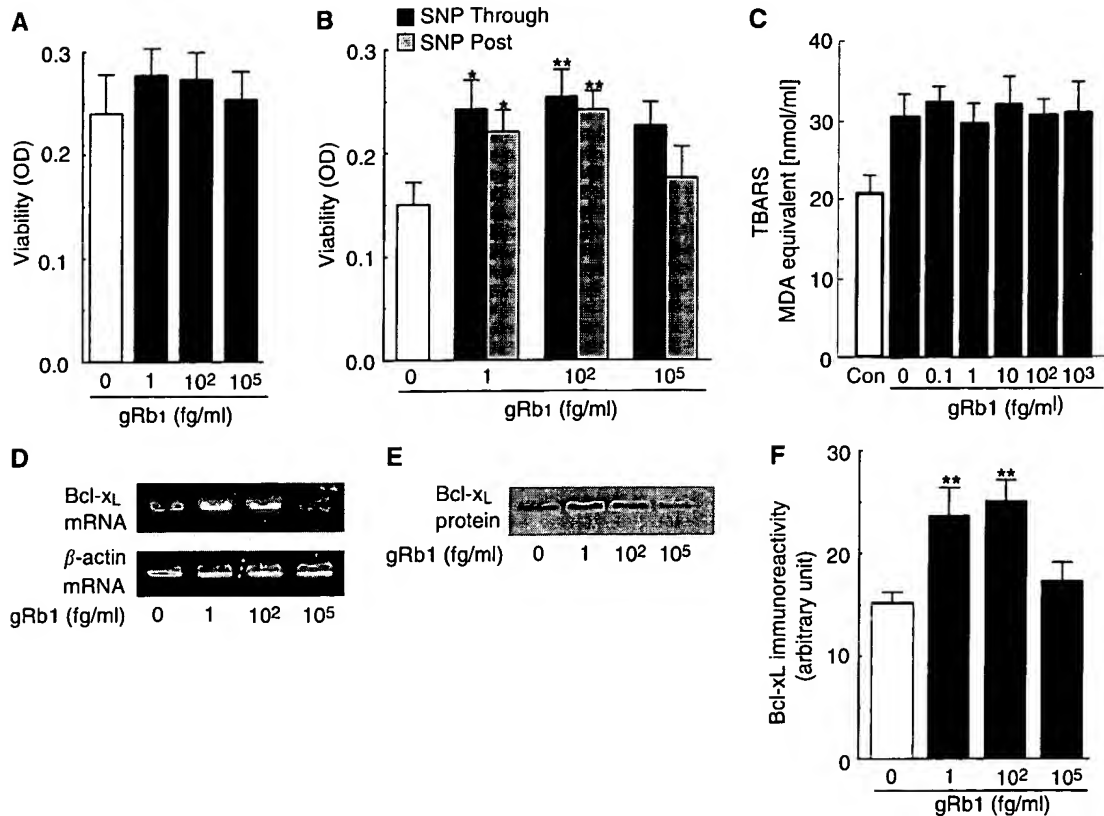 A
0.3
0.2
0.1
0.0
Viability (OD)
0 1 10² 10⁵
gRb1 (fg/ml)
B
SNP Through
SNP Post
0.3
0.2
0.1
0.0
Viability (OD)
* * ** **
0 1 10² 10⁵
gRb1 (fg/ml)
C
40
30
20
10
0
TBARS
MDA equivalent [nmol/ml]
Con 0 0.1 1 10 10² 10³
gRb1 (fg/ml)
D
Bcl-xL
mRNA
β-actin
mRNA
gRb1 (fg/ml) 0 1 10² 10⁵
E
Bcl-xL
protein
gRb1 (fg/ml) 0 1 10² 10⁵
F
30
20
10
0
Bcl-xL immunoreactivity
(arbitrary unit)
** **
0 1 10² 10⁵
gRb1 (fg/ml)